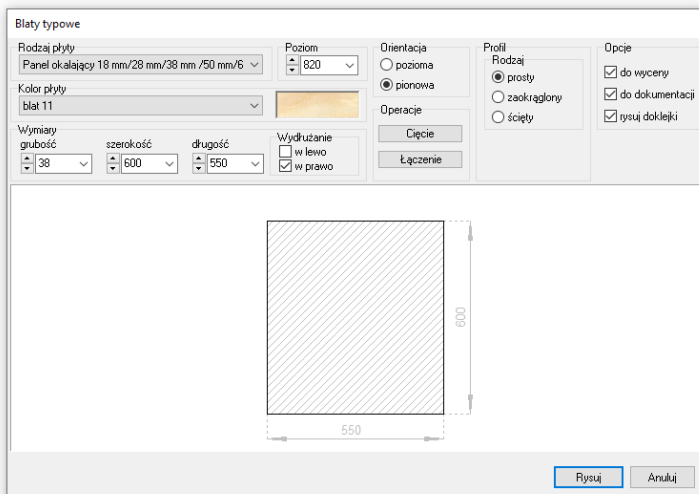 Blaty typowe
Rodzaj płyty
Panel okalający 18 mm/28 mm/38 mm /50 mm/6
Poziom
820
Orientacja
pozioma
pionowa
Profil
Rodzaj
prosty
zaokrąglony
ścięty
Opcje
do wyceny
do dokumentacji
rysuj doklejki
Kolor płyty
blat 11
Operacje
Cięcie
Łączenie
Wymiary
grubość
38
szerokość
600
długość
550
Wydłużanie
w lewo
w prawo
600
550
Rysuj
Anuluj